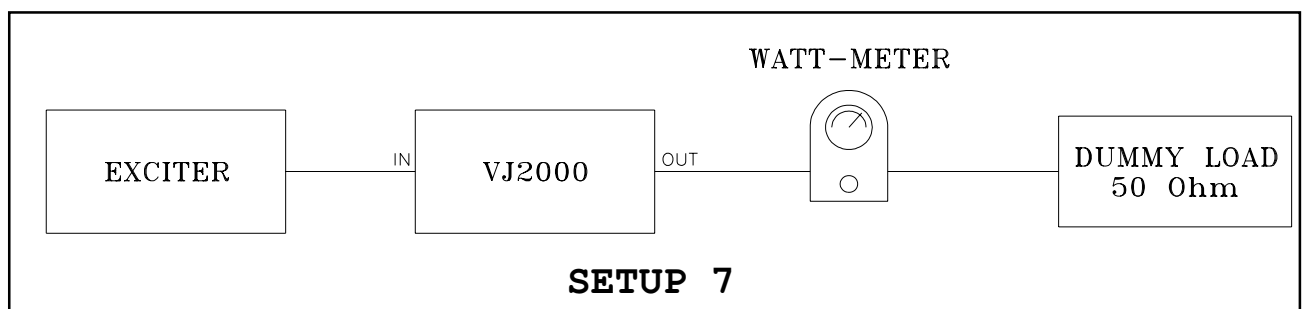 WATT-METER
EXCITER
IN
VJ2000
OUT
DUMMY LOAD
50 Ohm
SETUP 7